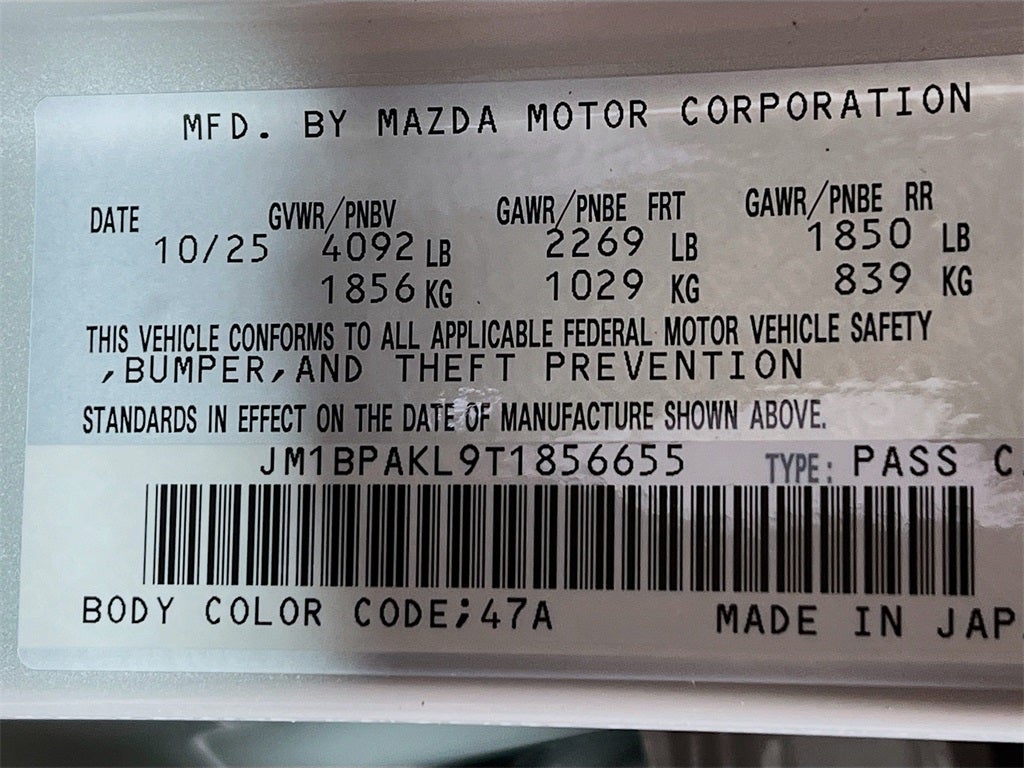 MFD. BY MAZDA MOTOR CORPORATION
DATE GVWR/PNBV GAWR/PNBE FRT GAWR/PNBE RR
10/25 4092 LB 2269 LB 1850 LB
1856 KG 1029 KG 839 KG
THIS VEHICLE CONFORMS TO ALL APPLICABLE FEDERAL MOTOR VEHICLE SAFETY
,BUMPER,AND THEFT PREVENTION
STANDARDS IN EFFECT ON THE DATE OF MANUFACTURE SHOWN ABOVE.
JM1BPAKL9T1856655 TYPE: PASS C
BODY COLOR CODE;47A MADE IN JAP